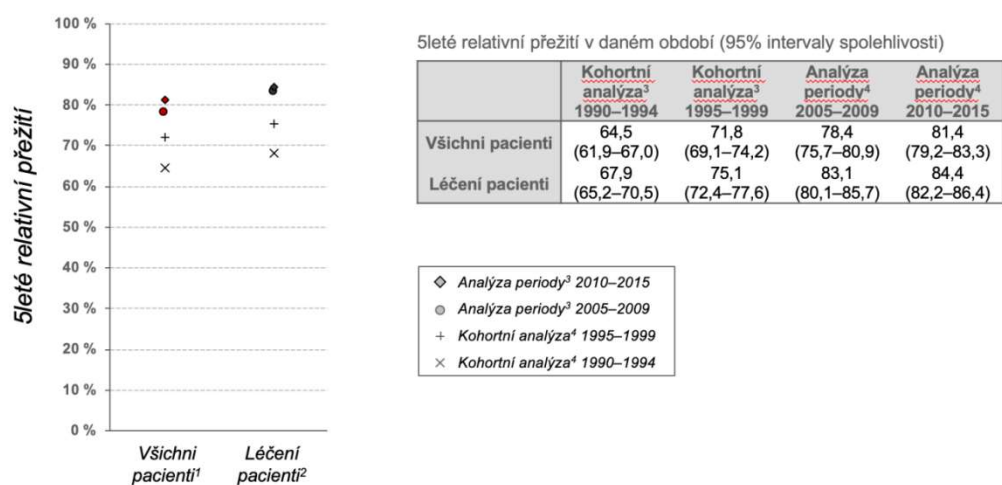 100 %
90 %
80 %
70 %
60 %
50 %
40 %
30 %
20 %
10 %
0 %
5leté relativní přežití
Všichni pacienti¹
Léčení pacienti²
5leté relativní přežití v daném období (95% intervaly spolehlivosti)
Kohortní analýza³ 1990–1994
Kohortní analýza³ 1995–1999
Analýza periody⁴ 2005–2009
Analýza periody⁴ 2010–2015
Všichni pacienti 64,5 (61,9–67,0) 71,8 (69,1–74,2) 78,4 (75,7–80,9) 81,4 (79,2–83,3)
Léčení pacienti 67,9 (65,2–70,5) 75,1 (72,4–77,6) 83,1 (80,1–85,7) 84,4 (82,2–86,4)
Analýza periody³ 2010–2015
Analýza periody³ 2005–2009
Kohortní analýza⁴ 1995–1999
Kohortní analýza⁴ 1990–1994